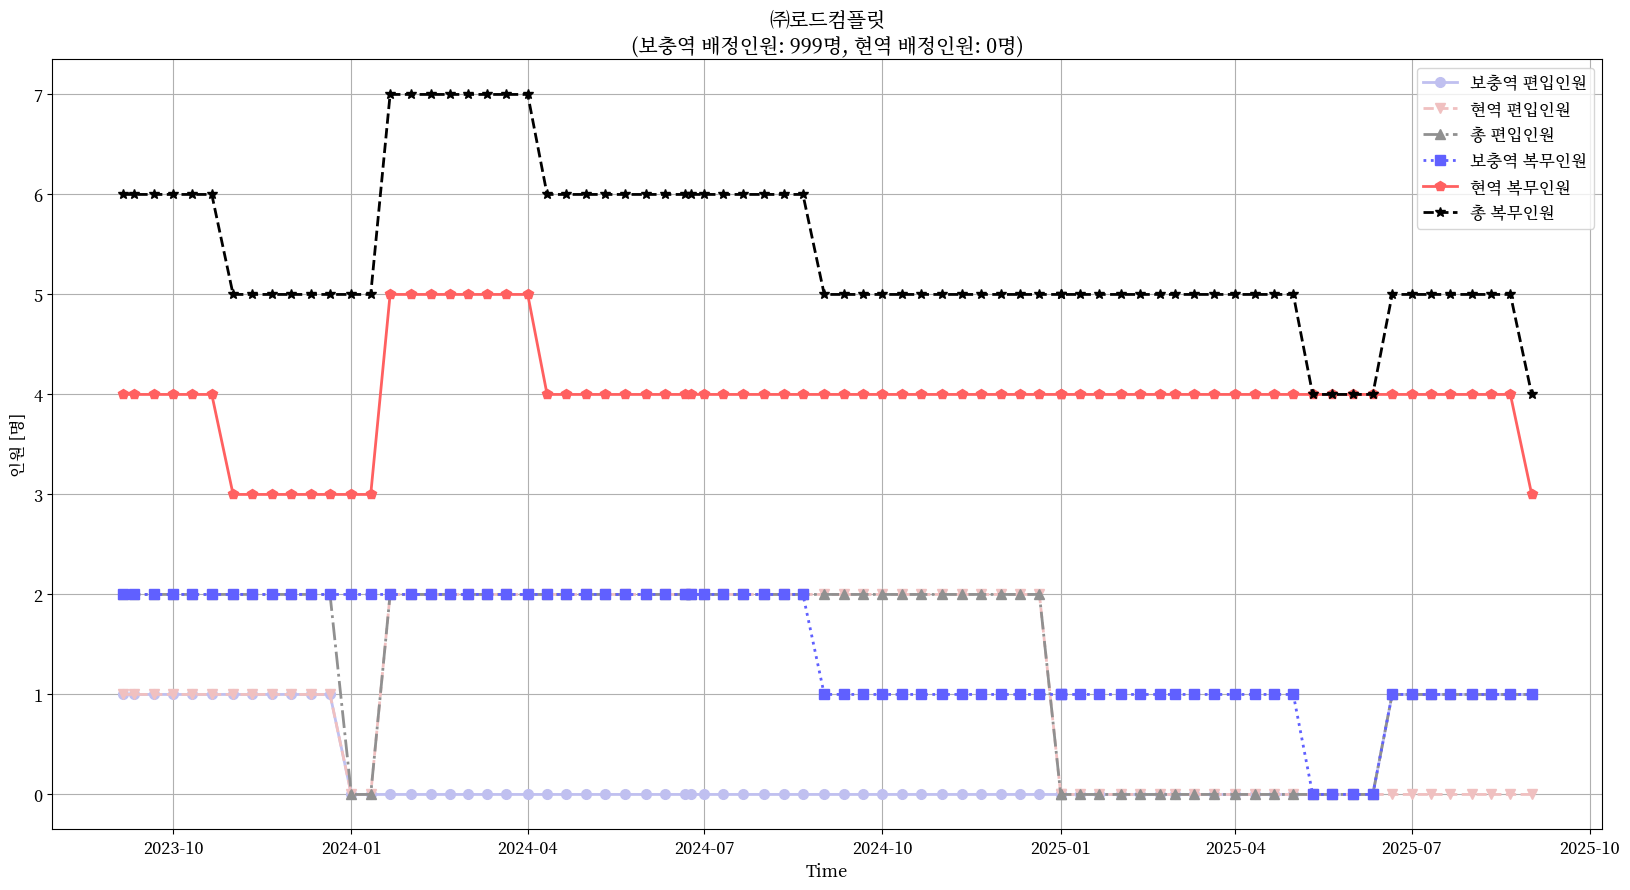 ㈜로드컴플릿
(보충역 배정인원: 999명, 현역 배정인원: 0명)
보충역 편입인원
현역 편입인원
총 편입인원
보충역 복무인원
현역 복무인원
총 복무인원
인원 [명]
7
6
5
4
3
2
1
0
2023-10
2024-01
2024-04
2024-07
2024-10
2025-01
2025-04
2025-07
2025-10
Time